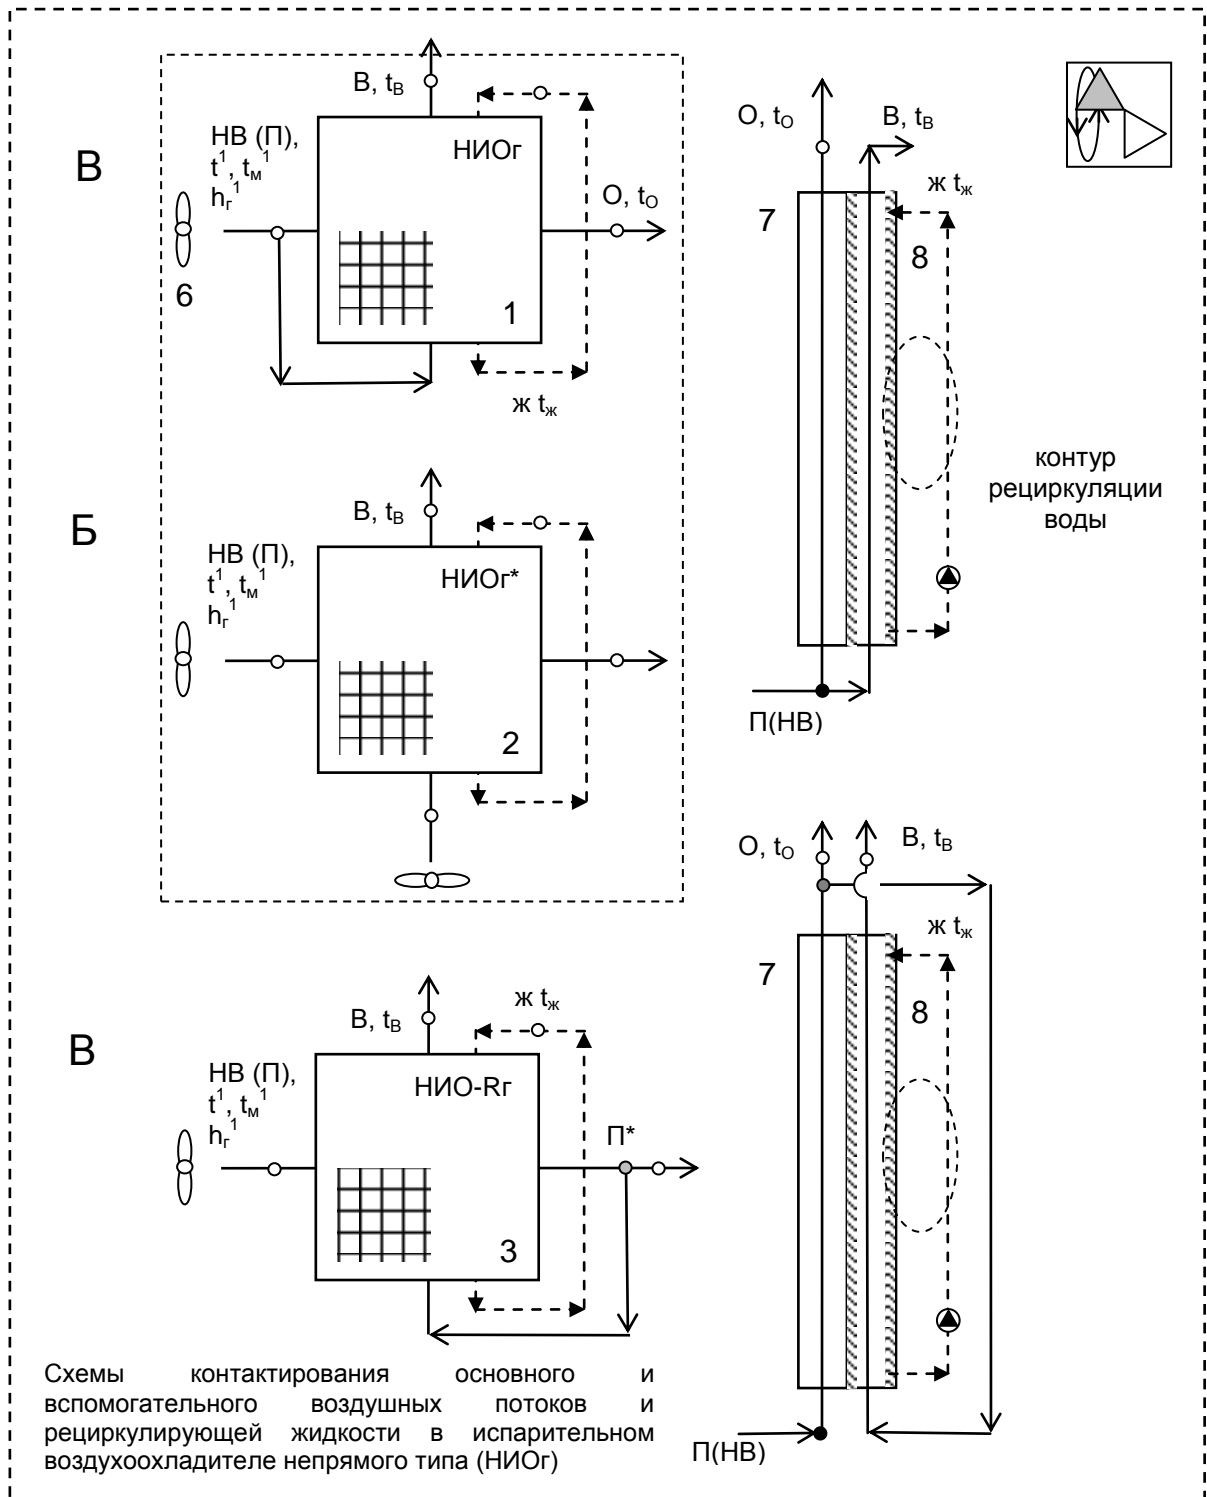 В, tВ
НВ (П),
t¹, tм¹
hг¹
В
НИОг
О, tО
6
1
ж tж
О, tО
В, tВ
ж tж
7
8
контур
рециркуляции
воды
П(НВ)
В, tВ
Б
НВ (П),
t¹, tм¹
hг¹
НИОг*
2
В, tВ
ж tж
В
НВ (П),
t¹, tм¹
hг¹
НИО-Rг
П*
3
О, tО
В, tВ
ж tж
7
8
П(НВ)
Схемы контактирования основного и
вспомогательного воздушных потоков и
рециркулирующей жидкости в испарительном
воздухоохладителе непрямого типа (НИОг)